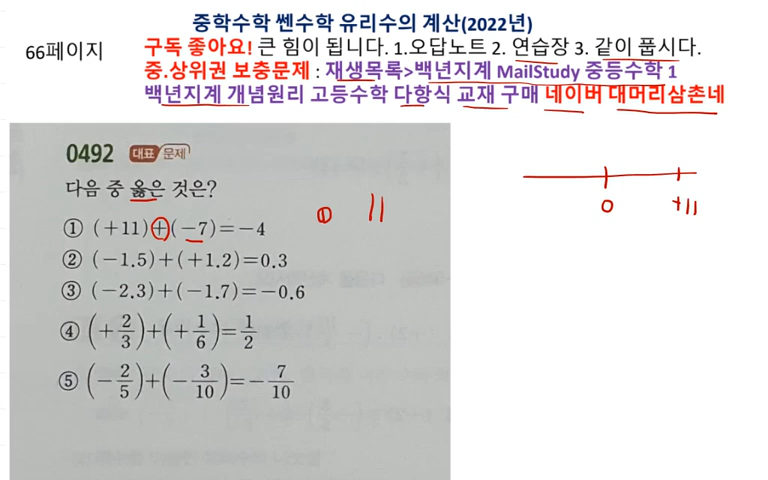 중학수학 쎈수학 유리수의 계산(2022년)
66페이지
구독 좋아요! 큰 힘이 됩니다. 1.오답노트 2. 연습장 3. 같이 풉시다.
중.상위권 보충문제 : 재생목록>백년지계 MailStudy 중등수학 1
백년지계 개념원리 고등수학 다항식 교재 구매 네이버 대머리삼촌네
0492 대표 문제
다음 중 옳은 것은?
① (+11)+(-7)=-4
② (-1.5)+(+1.2)=0.3
③ (-2.3)+(-1.7)=-0.6
④ (+2/3)+(+1/6)=1/2
⑤ (-2/5)+(-3/10)=-7/10
① 11
0 +11